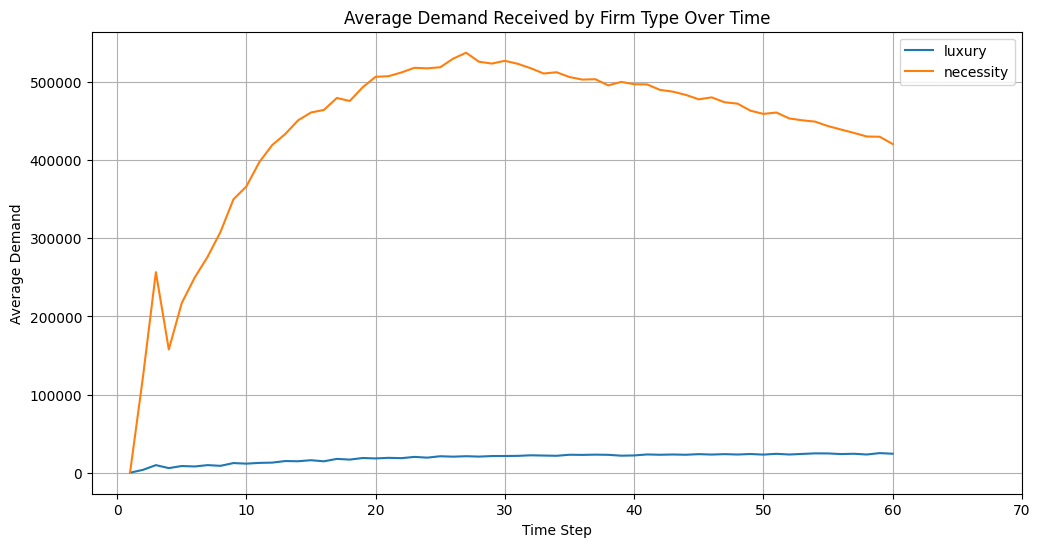 Average Demand Received by Firm Type Over Time
luxury
necessity
Average Demand
500000
400000
300000
200000
100000
0
0 10 20 30 40 50 60 70
Time Step